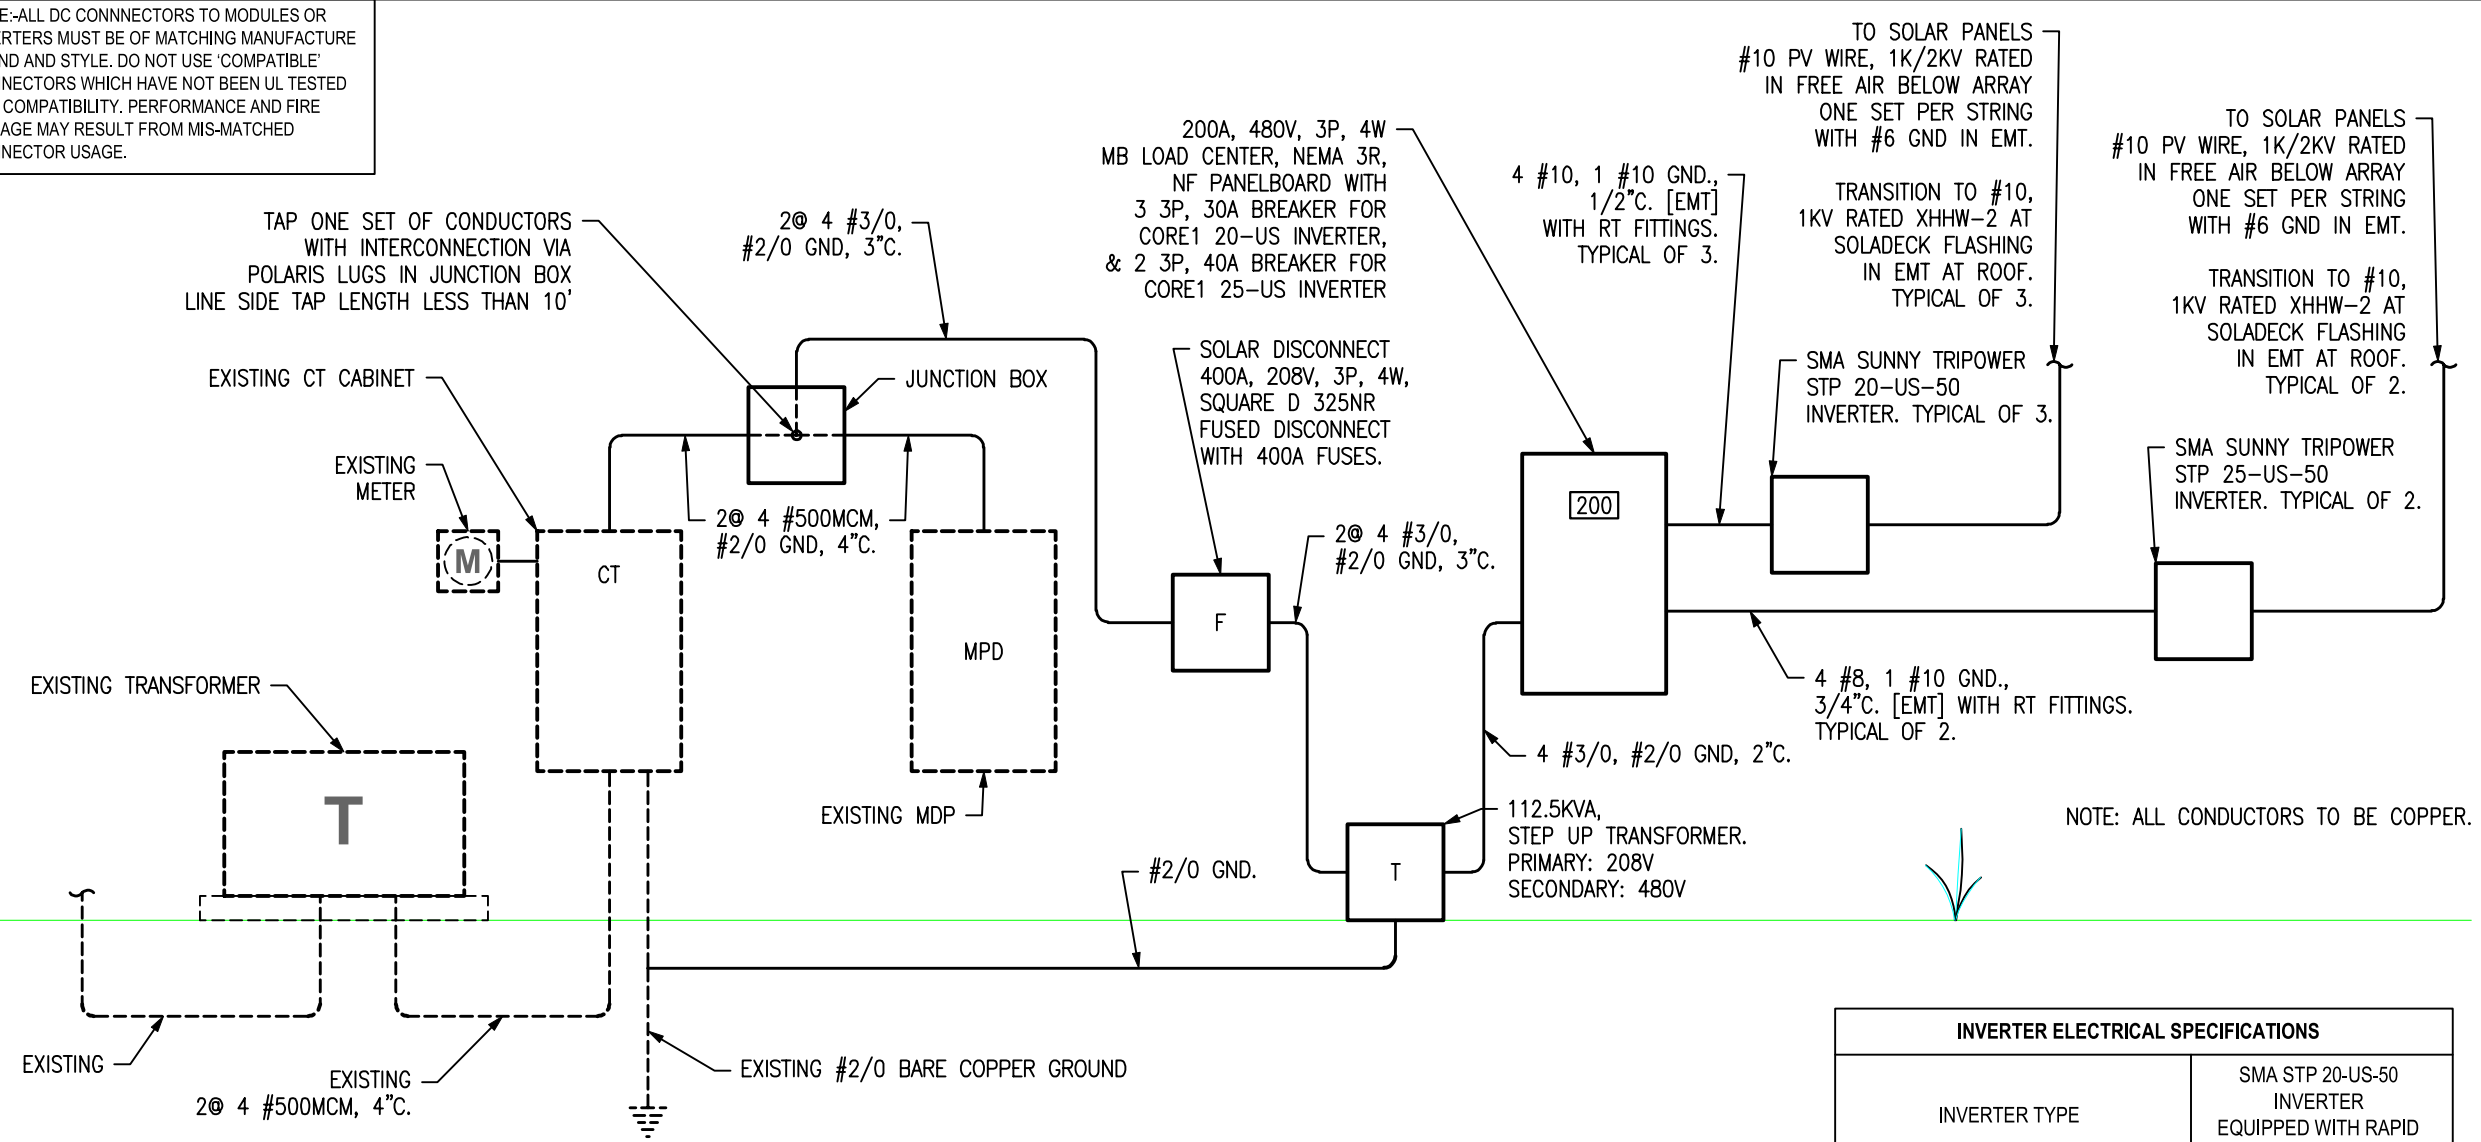 E:-ALL DC CONNNECTORS TO MODULES OR
ERTERS MUST BE OF MATCHING MANUFACTURE
ND AND STYLE. DO NOT USE ‘COMPATIBLE’
NECTORS WHICH HAVE NOT BEEN UL TESTED
COMPATIBILITY. PERFORMANCE AND FIRE
AGE MAY RESULT FROM MIS-MATCHED
NECTOR USAGE.
TAP ONE SET OF CONDUCTORS
WITH INTERCONNECTION VIA
POLARIS LUGS IN JUNCTION BOX
LINE SIDE TAP LENGTH LESS THAN 10'
2@ 4 #3/0,
#2/0 GND, 3"C.
200A, 480V, 3P, 4W
MB LOAD CENTER, NEMA 3R,
NF PANELBOARD WITH
3 3P, 30A BREAKER FOR
CORE1 20-US INVERTER,
& 2 3P, 40A BREAKER FOR
CORE1 25-US INVERTER
4 #10, 1 #10 GND.,
1/2"C. [EMT]
WITH RT FITTINGS.
TYPICAL OF 3.
TO SOLAR PANELS
#10 PV WIRE, 1K/2KV RATED
IN FREE AIR BELOW ARRAY
ONE SET PER STRING
WITH #6 GND IN EMT.
TRANSITION TO #10,
1KV RATED XHHW-2 AT
SOLADECK FLASHING
IN EMT AT ROOF.
TYPICAL OF 3.
TO SOLAR PANELS
#10 PV WIRE, 1K/2KV RATED
IN FREE AIR BELOW ARRAY
ONE SET PER STRING
WITH #6 GND IN EMT.
TRANSITION TO #10,
1KV RATED XHHW-2 AT
SOLADECK FLASHING
IN EMT AT ROOF.
TYPICAL OF 2.
EXISTING CT CABINET
JUNCTION BOX
SOLAR DISCONNECT
400A, 208V, 3P, 4W,
SQUARE D 325NR
FUSED DISCONNECT
WITH 400A FUSES.
SMA SUNNY TRIPOWER
STP 20-US-50
INVERTER. TYPICAL OF 3.
SMA SUNNY TRIPOWER
STP 25-US-50
INVERTER. TYPICAL OF 2.
EXISTING
METER
M
CT
2@ 4 #500MCM,
#2/0 GND, 4"C.
MPD
F
2@ 4 #3/0,
#2/0 GND, 3"C.
200
EXISTING TRANSFORMER
T
EXISTING MDP
4 #8, 1 #10 GND.,
3/4"C. [EMT] WITH RT FITTINGS.
TYPICAL OF 2.
4 #3/0, #2/0 GND, 2"C.
112.5KVA,
STEP UP TRANSFORMER.
PRIMARY: 208V
SECONDARY: 480V
T
#2/0 GND.
NOTE: ALL CONDUCTORS TO BE COPPER.
EXISTING
EXISTING
2@ 4 #500MCM, 4"C.
EXISTING #2/0 BARE COPPER GROUND
INVERTER ELECTRICAL SPECIFICATIONS
INVERTER TYPE
SMA STP 20-US-50
INVERTER
EQUIPPED WITH RAPID